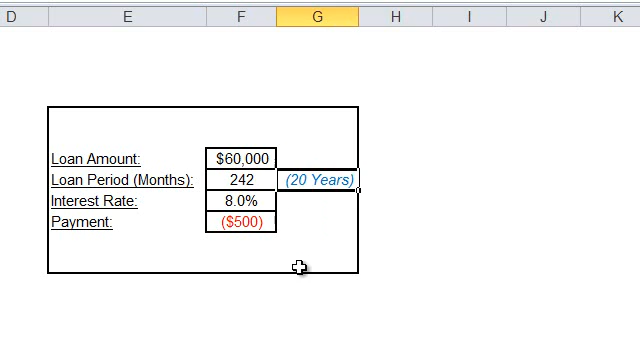 D E F G H I J K
Loan Amount: $60,000
Loan Period (Months): 242 (20 Years)
Interest Rate: 8.0%
Payment: ($500)